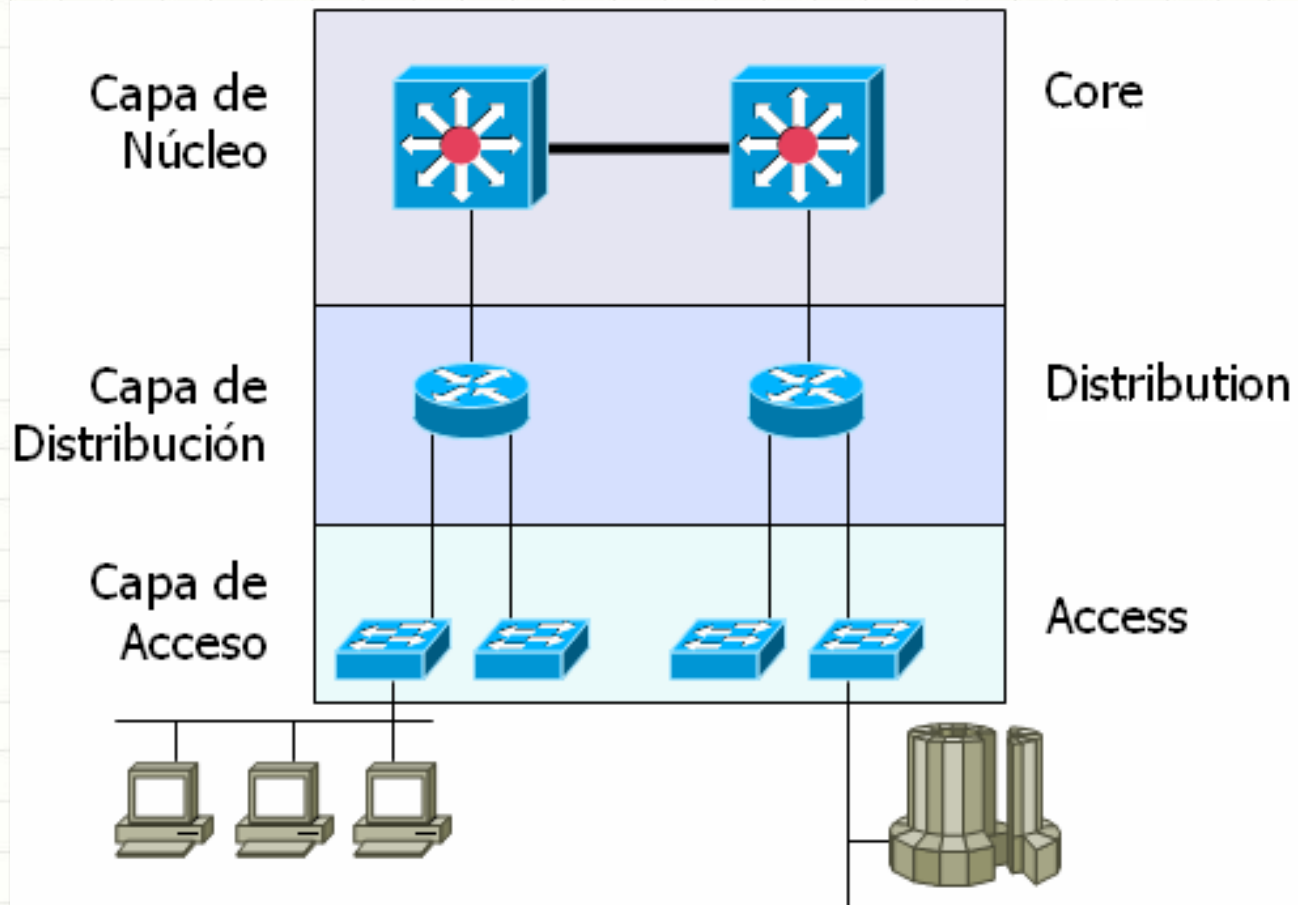 Capa de
Núcleo
Core
Capa de
Distribución
Distribution
Capa de
Acceso
Access